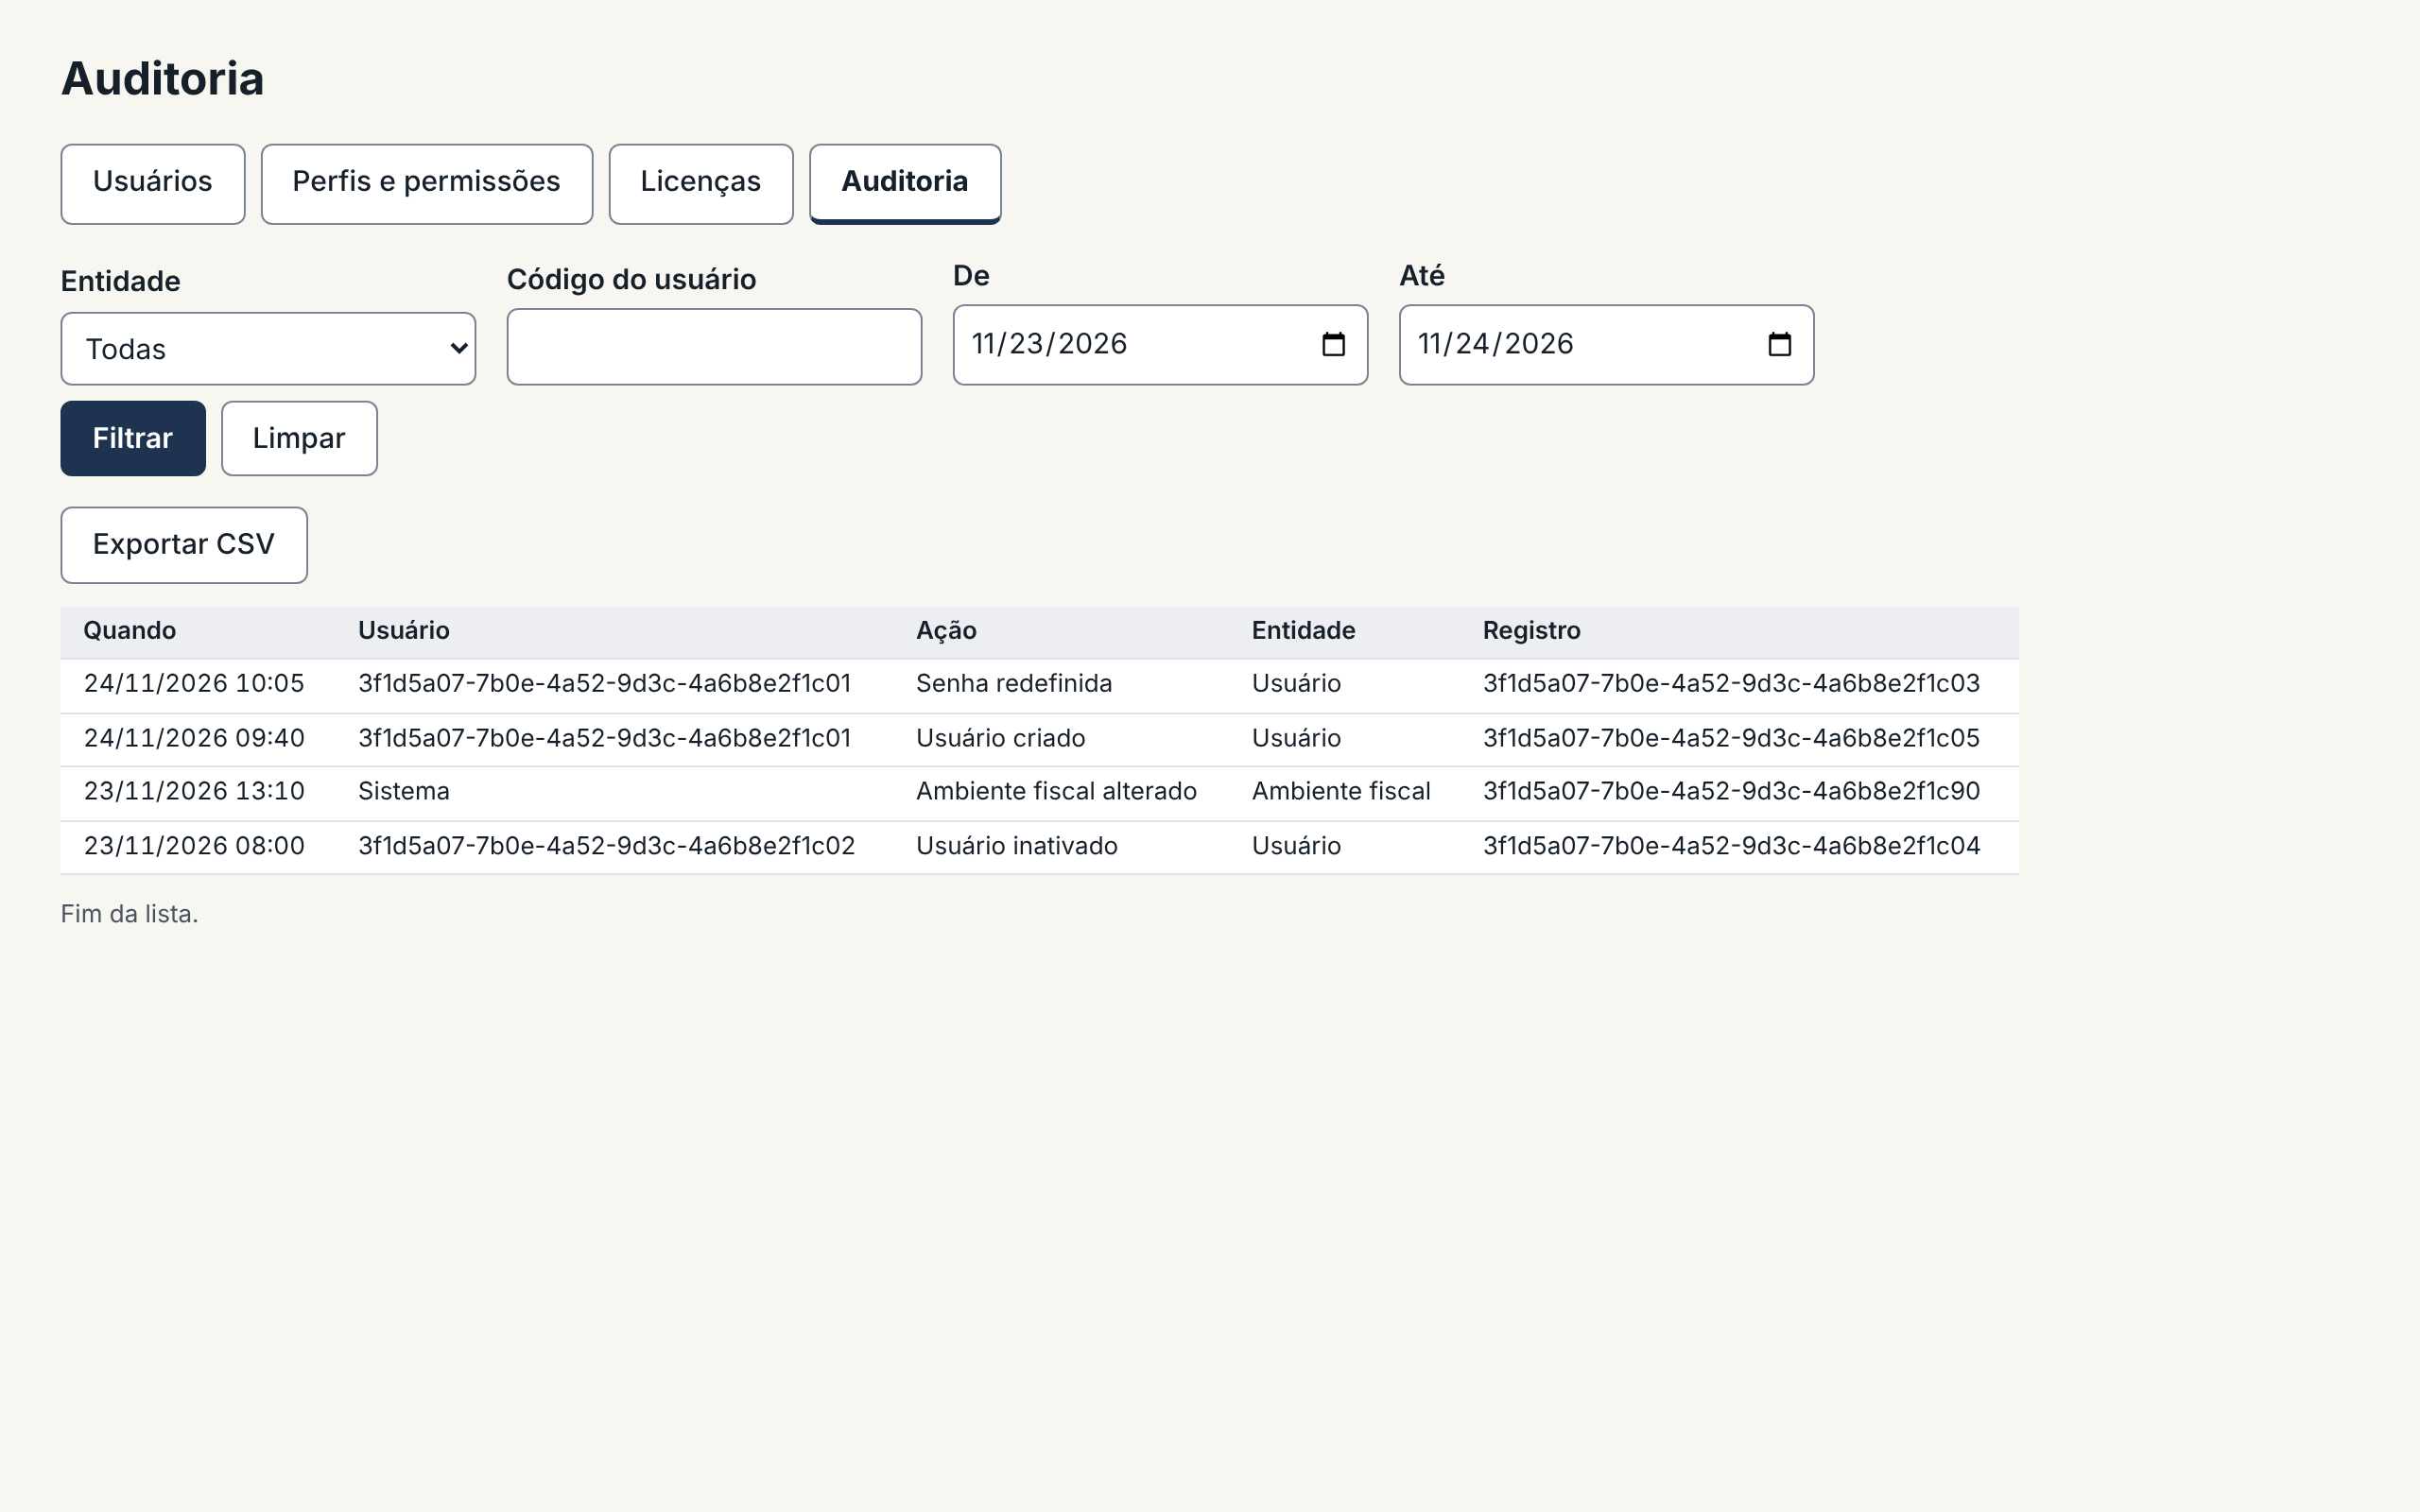 Auditoria
Usuários Perfis e permissões Licenças Auditoria
Entidade Código do usuário De Até
Todas 11/23/2026 11/24/2026
Filtrar Limpar
Exportar CSV
Quando Usuário Ação Entidade Registro
24/11/2026 10:05 3f1d5a07-7b0e-4a52-9d3c-4a6b8e2f1c01 Senha redefinida Usuário 3f1d5a07-7b0e-4a52-9d3c-4a6b8e2f1c03
24/11/2026 09:40 3f1d5a07-7b0e-4a52-9d3c-4a6b8e2f1c01 Usuário criado Usuário 3f1d5a07-7b0e-4a52-9d3c-4a6b8e2f1c05
23/11/2026 13:10 Sistema Ambiente fiscal alterado Ambiente fiscal 3f1d5a07-7b0e-4a52-9d3c-4a6b8e2f1c90
23/11/2026 08:00 3f1d5a07-7b0e-4a52-9d3c-4a6b8e2f1c02 Usuário inativado Usuário 3f1d5a07-7b0e-4a52-9d3c-4a6b8e2f1c04
Fim da lista.